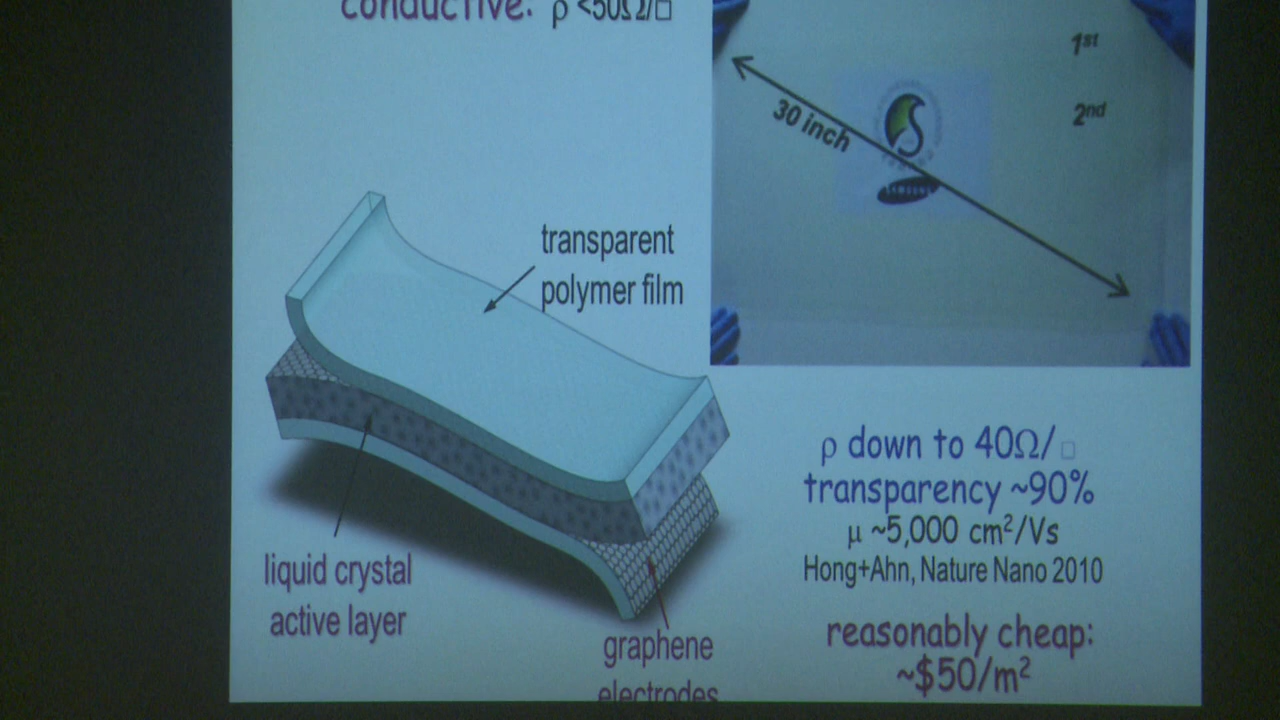 conductive: ρ <50Ω/□
1st
2nd
30 inch
transparent
polymer film
ρ down to 40Ω/□
transparency ~90%
μ ~5,000 cm²/Vs
Hong+Ahn, Nature Nano 2010
liquid crystal
active layer
graphene
electrodes
reasonably cheap:
~$50/m²